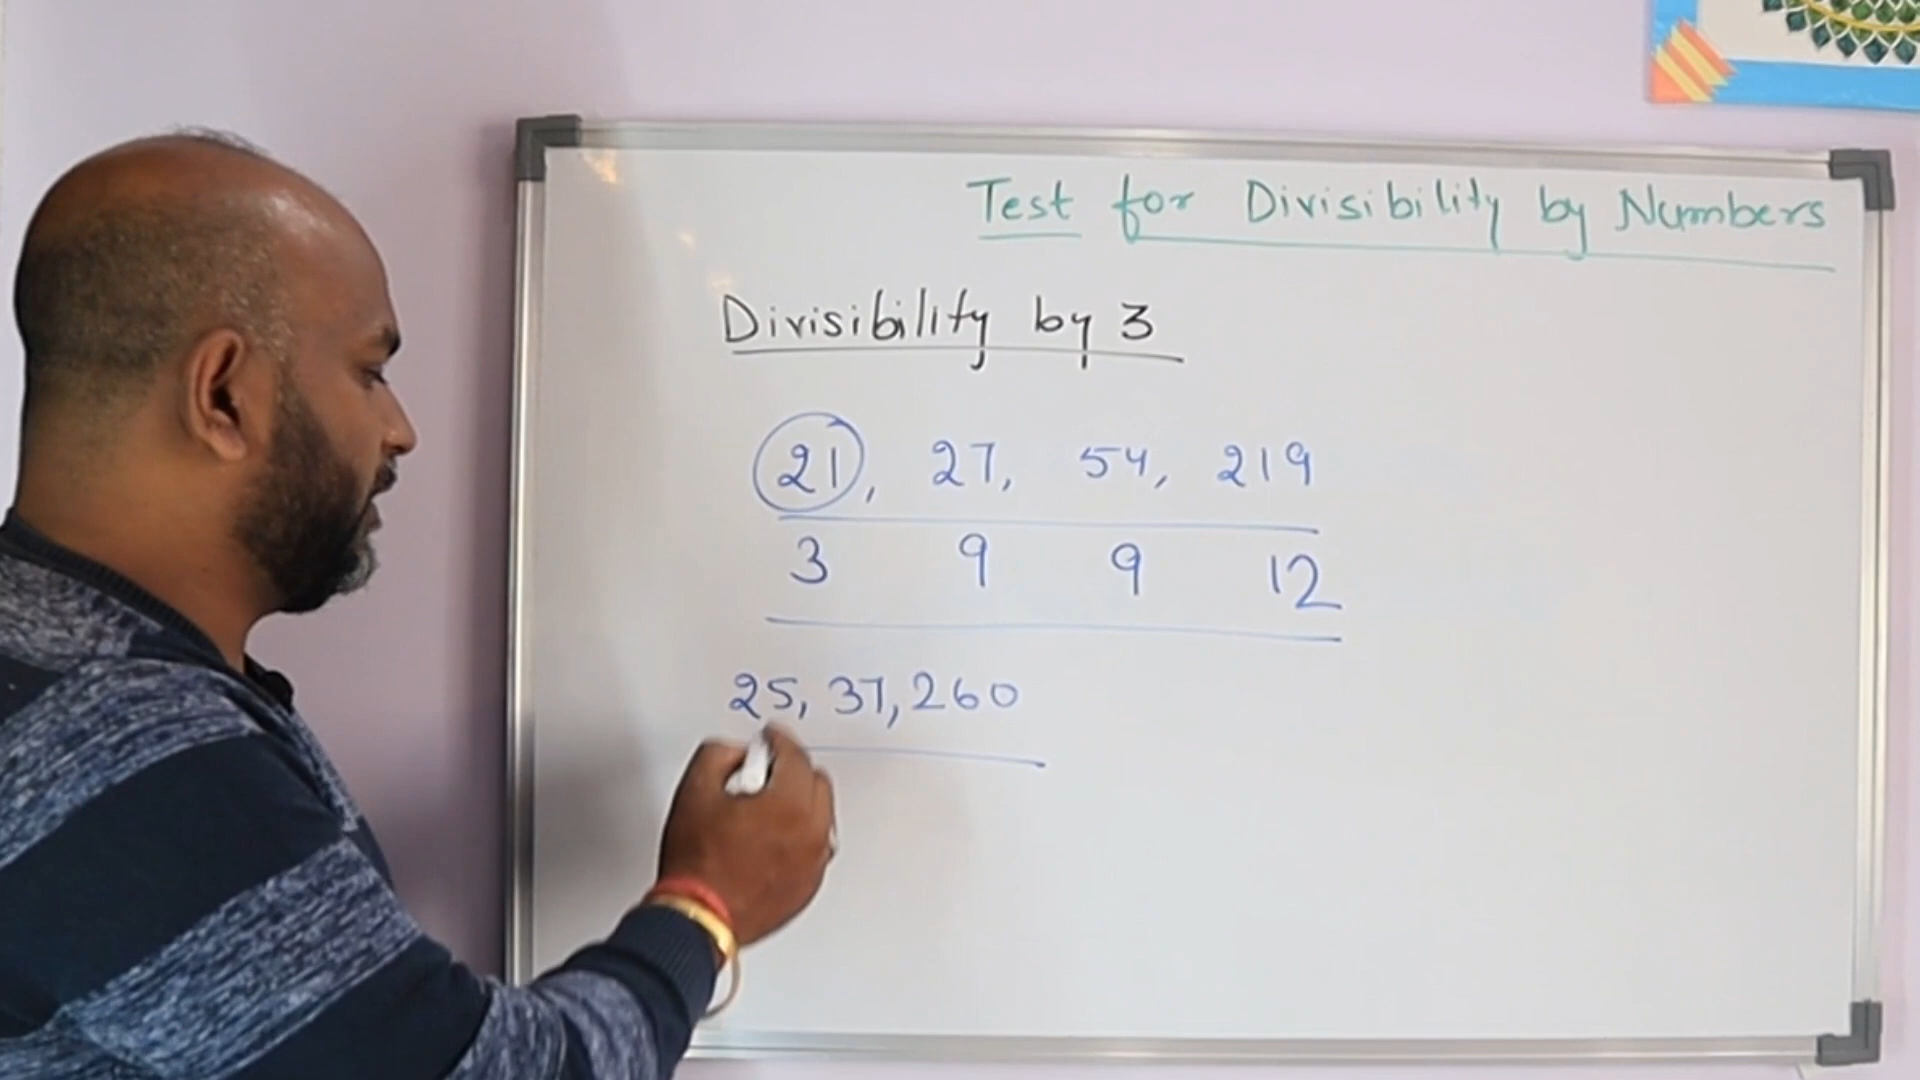 Test for Divisibility by Numbers
Divisibility by 3
21, 27, 54, 219
3 9 9 12
25, 37, 260